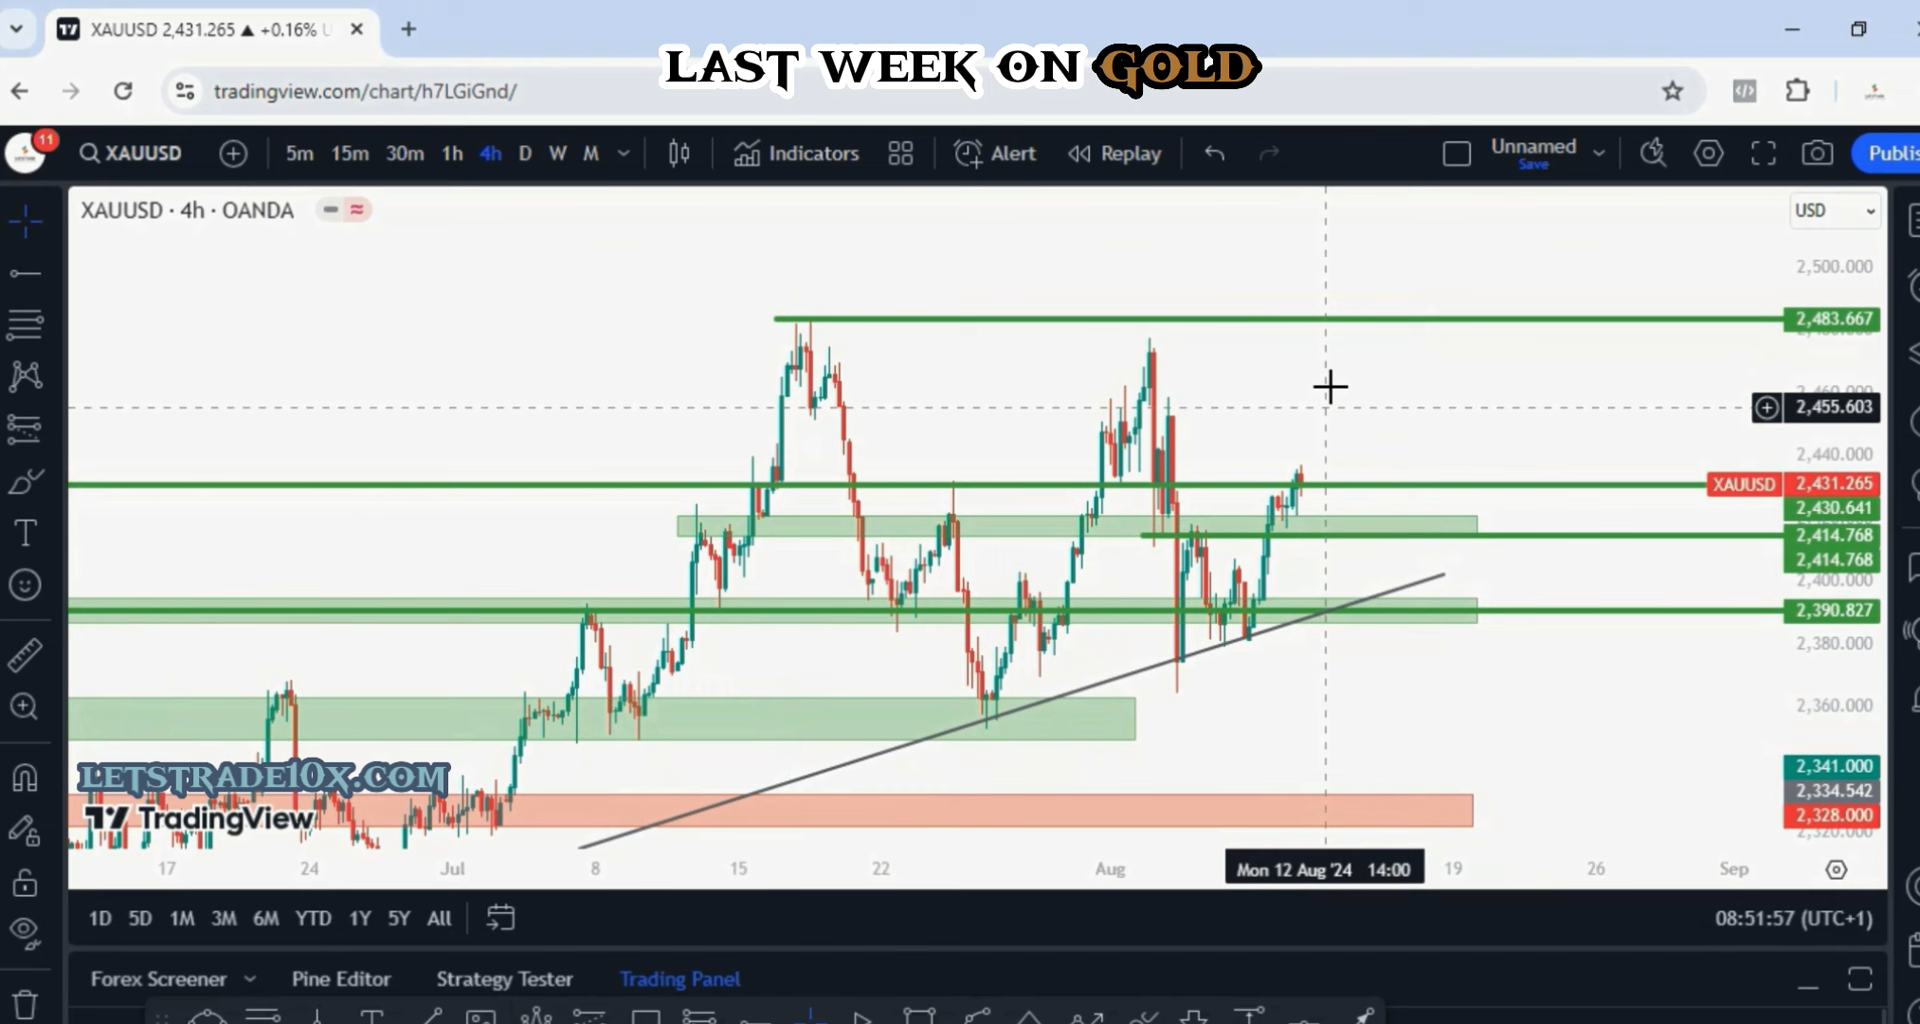 XAUUSD 2,431.265 ▲ +0.16% U
LAST WEEK ON GOLD
tradingview.com/chart/h7LGiGnd/
11
XAUUSD
5m 15m 30m 1h 4h D W M
Indicators
Alert
Replay
Unnamed
Save
Publis
XAUUSD · 4h · OANDA
USD
2,500.000
2,483.667
2,455.603
2,440.000
XAUUSD 2,431.265
2,430.641
2,414.768
2,414.768
2,400.000
2,390.827
2,380.000
2,360.000
2,341.000
2,334.542
2,328.000
2,320.000
LETSTRADE10X.COM
TradingView
17 24 Jul 8 15 22 Aug Mon 12 Aug '24 14:00 19 26 Sep
1D 5D 1M 3M 6M YTD 1Y 5Y All
08:51:57 (UTC+1)
Forex Screener Pine Editor Strategy Tester Trading Panel